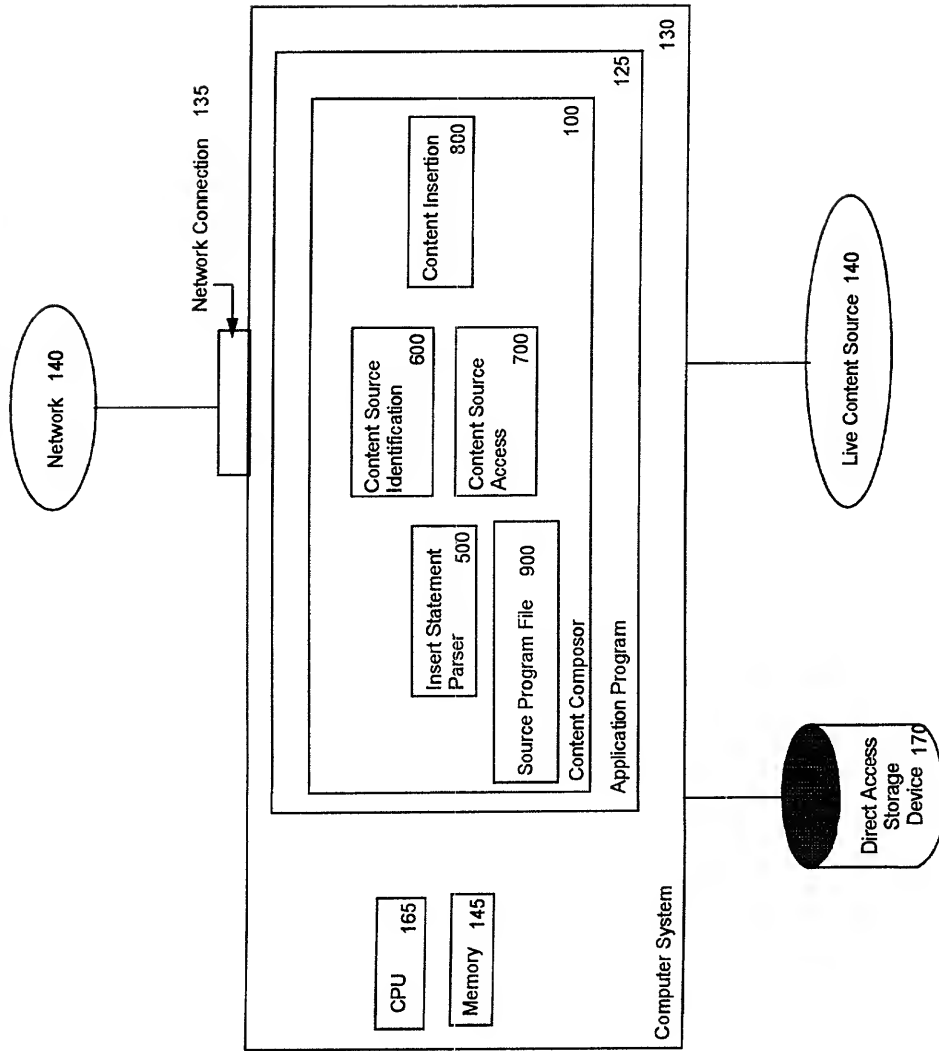 Network 140
Network Connection 135
CPU
165
Memory 145
Content Source
Identification
600
Content Source
Access
700
Content Insertion
800
Insert Statement
Parser
500
Source Program File 900
Content Composor
100
Application Program
125
Computer System
130
Direct Access
Storage
Device 170
Live Content Source 140